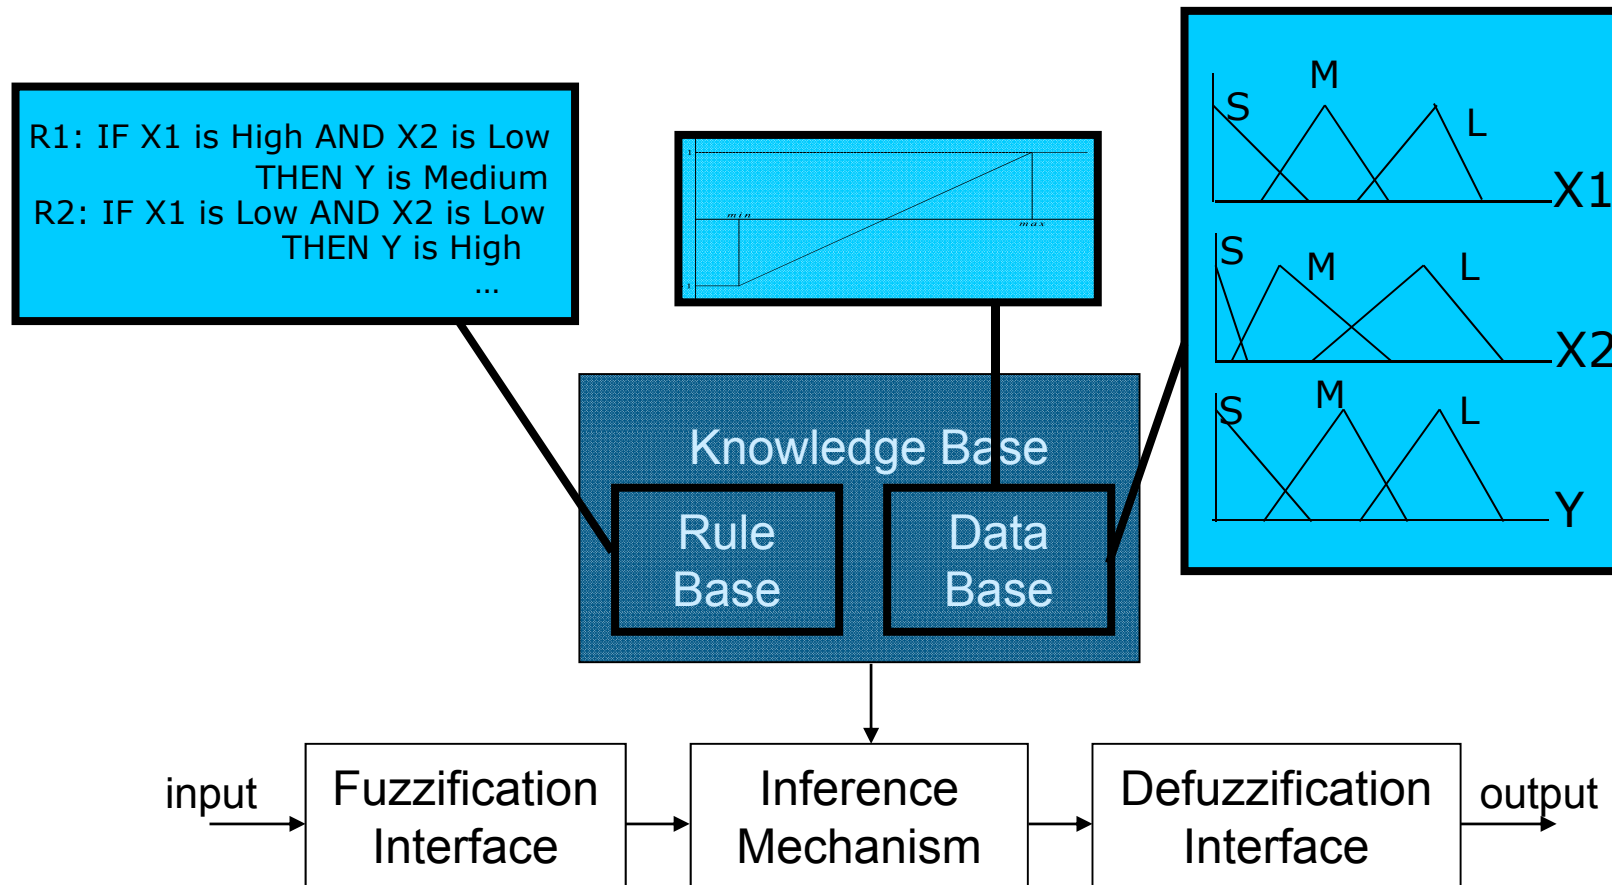 R1: IF X1 is High AND X2 is Low
THEN Y is Medium
R2: IF X1 is Low AND X2 is Low
THEN Y is High
...
1
min
max
1
M
S
L
X1
S
M
L
X2
M
S
L
Y
Knowledge Base
Rule
Base
Data
Base
input
Fuzzification
Interface
Inference
Mechanism
Defuzzification
Interface
output